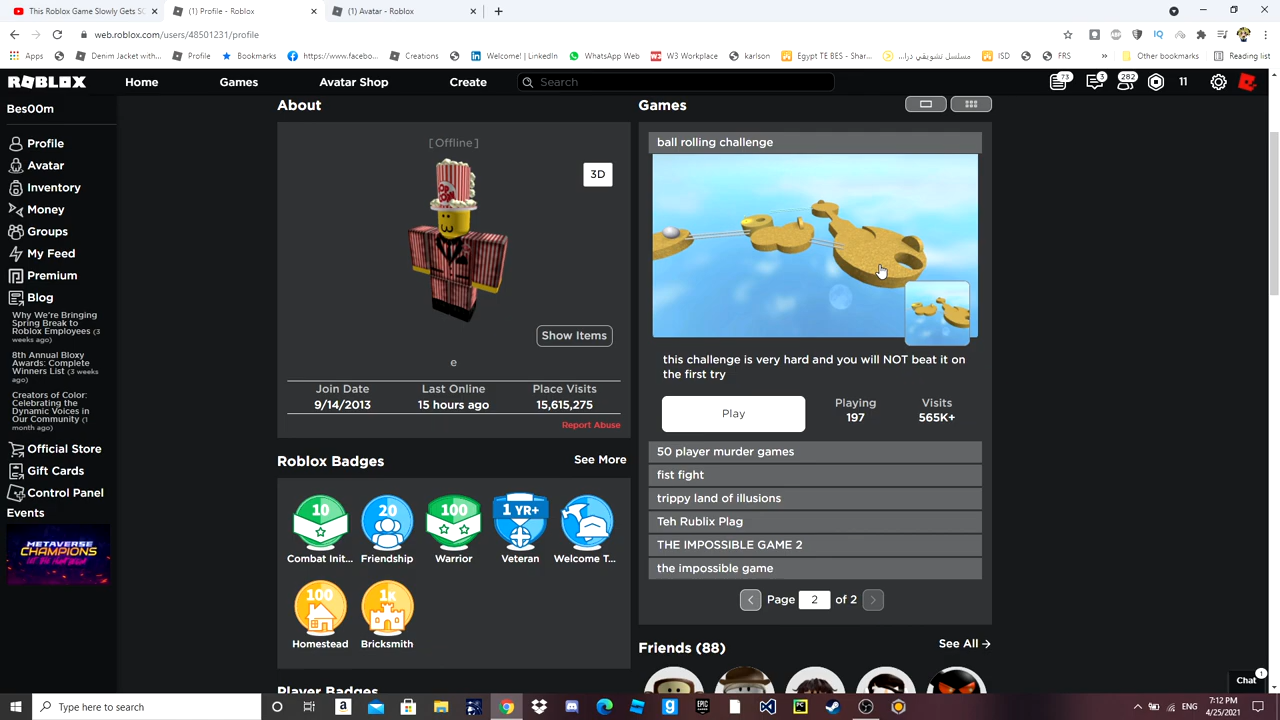 This Roblox Game Slowly Gets SC
(1) Profile - Roblox
(1) Avatar - Roblox
web.roblox.com/users/48501231/profile
Apps
Denim Jacket with...
Profile
Bookmarks
https://www.facebo...
Creations
Welcome! | LinkedIn
WhatsApp Web
W3 Workplace
karlson
Egypt TE BES - Shar...
مسلسل تشويقي درا...
ISD
FRS
Other bookmarks
Reading list
ROBLOX
Home
Games
Avatar Shop
Create
Search
73
3
282
11
Bes00m
Profile
Avatar
Inventory
Money
Groups
My Feed
Premium
Blog
Why We're Bringing
Spring Break to
Roblox Employees (3
weeks ago)
8th Annual Bloxy
Awards: Complete
Winners List (3 weeks
ago)
Creators of Color:
Celebrating the
Dynamic Voices in
Our Community (1
month ago)
Official Store
Gift Cards
Control Panel
Events
METAVERSE
CHAMPIONS
About
[ Offline ]
3D
Show Items
e
Join Date
9/14/2013
Last Online
15 hours ago
Place Visits
15,615,275
Report Abuse
Roblox Badges
See More
10
Combat Init...
20
Friendship
100
Warrior
1 YR+
Veteran
Welcome T...
100
Homestead
1k
Bricksmith
Player Badges
Games
ball rolling challenge
this challenge is very hard and you will NOT beat it on
the first try
Play
Playing
197
Visits
565K+
50 player murder games
fist fight
trippy land of illusions
Teh Rublix Plag
THE IMPOSSIBLE GAME 2
the impossible game
Page 2 of 2
Friends (88)
See All
Chat
1
Type here to search
ENG
7:12 PM
4/25/2021